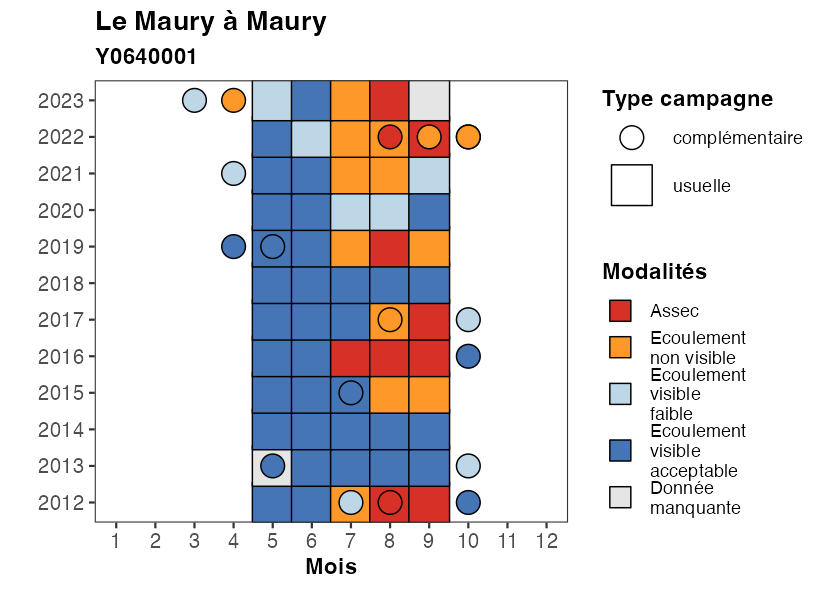 Le Maury à Maury
Y0640001
2023
2022
2021
2020
2019
2018
2017
2016
2015
2014
2013
2012
1 2 3 4 5 6 7 8 9 10 11 12
Mois
Type campagne
complémentaire
usuelle
Modalités
Assec
Ecoulement
non visible
Ecoulement
visible
faible
Ecoulement
visible
acceptable
Donnée
manquante